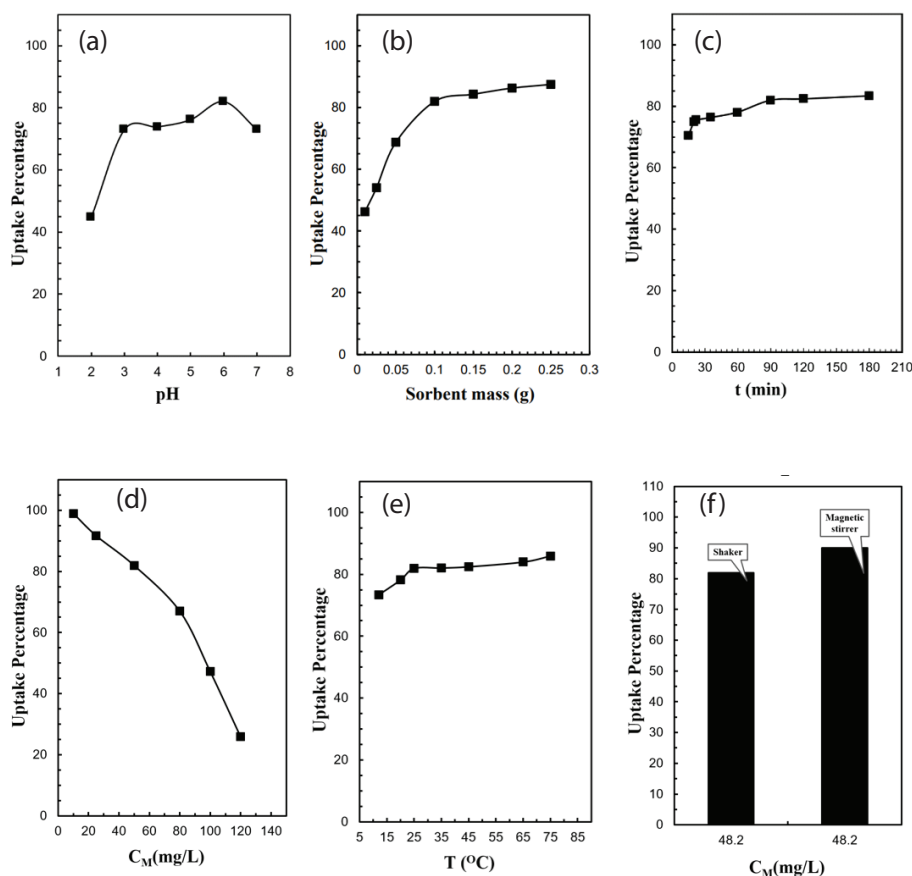 (a)
100
80
60
40
20
0
Uptake Percentage
1 2 3 4 5 6 7 8
pH
(b)
100
80
60
40
20
0
Uptake Percentage
0 0.05 0.1 0.15 0.2 0.25 0.3
Sorbent mass (g)
(c)
100
80
60
40
20
0
Uptake Percentage
0 30 60 90 120 150 180 210
t (min)
(d)
100
80
60
40
20
0
Uptake Percentage
0 20 40 60 80 100 120 140
C_M(mg/L)
(e)
100
80
60
40
20
0
Uptake Percentage
5 15 25 35 45 55 65 75 85
T (⁰C)
(f)
110
100
90
80
70
60
50
40
30
20
10
0
Uptake Percentage
Shaker
Magnetic
stirrer
48.2 48.2
C_M(mg/L)